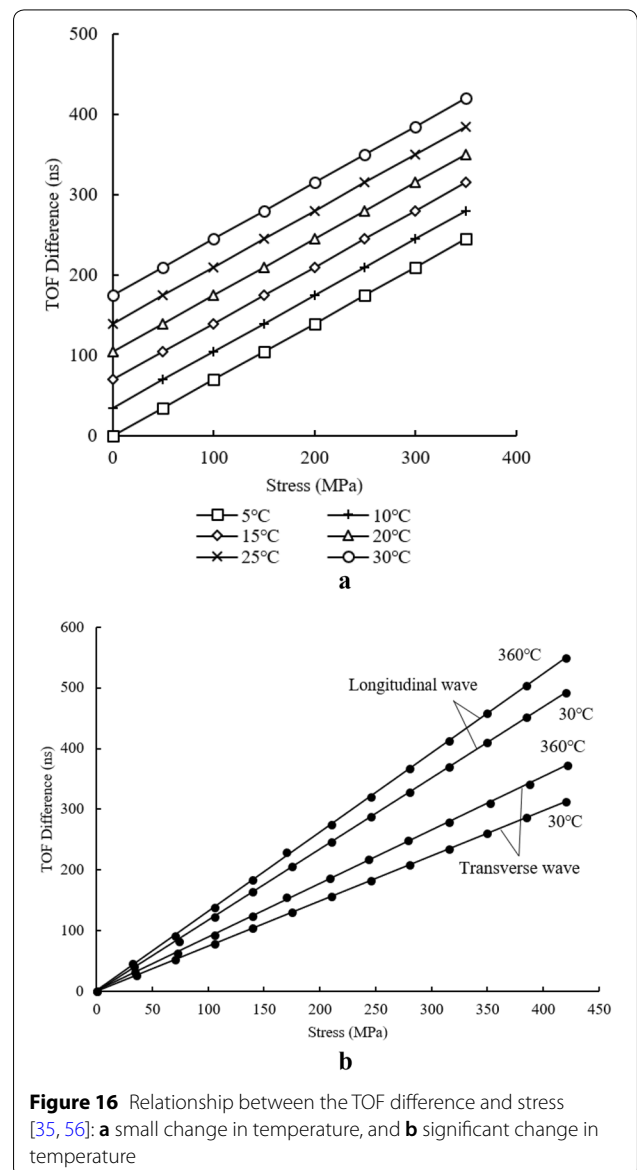 500
400
300
200
100
0
TOF Difference (ns)
0 100 200 300 400
Stress (MPa)
5℃ 10℃
15℃ 20℃
25℃ 30℃
a
600
500
400
300
200
100
0
TOF Difference (ns)
360℃
Longitudinal wave
30℃
360℃
30℃
Transverse wave
0 50 100 150 200 250 300 350 400 450
Stress (MPa)
b
Figure 16 Relationship between the TOF difference and stress
[35, 56]: a small change in temperature, and b significant change in
temperature